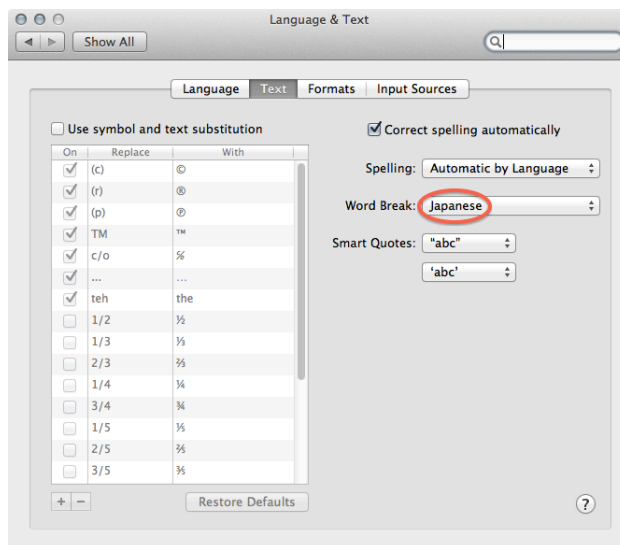 Language & Text
Show All
Language Text Formats Input Sources
Use symbol and text substitution
On Replace With
(c) ©
(r) ®
(p) ℗
TM ™
c/o ℅
... …
teh the
1/2 ½
1/3 ⅓
2/3 ⅔
1/4 ¼
3/4 ¾
1/5 ⅕
2/5 ⅖
3/5 ⅗
+ −
Restore Defaults
Correct spelling automatically
Spelling: Automatic by Language
Word Break: Japanese
Smart Quotes: “abc”
‘abc’
?